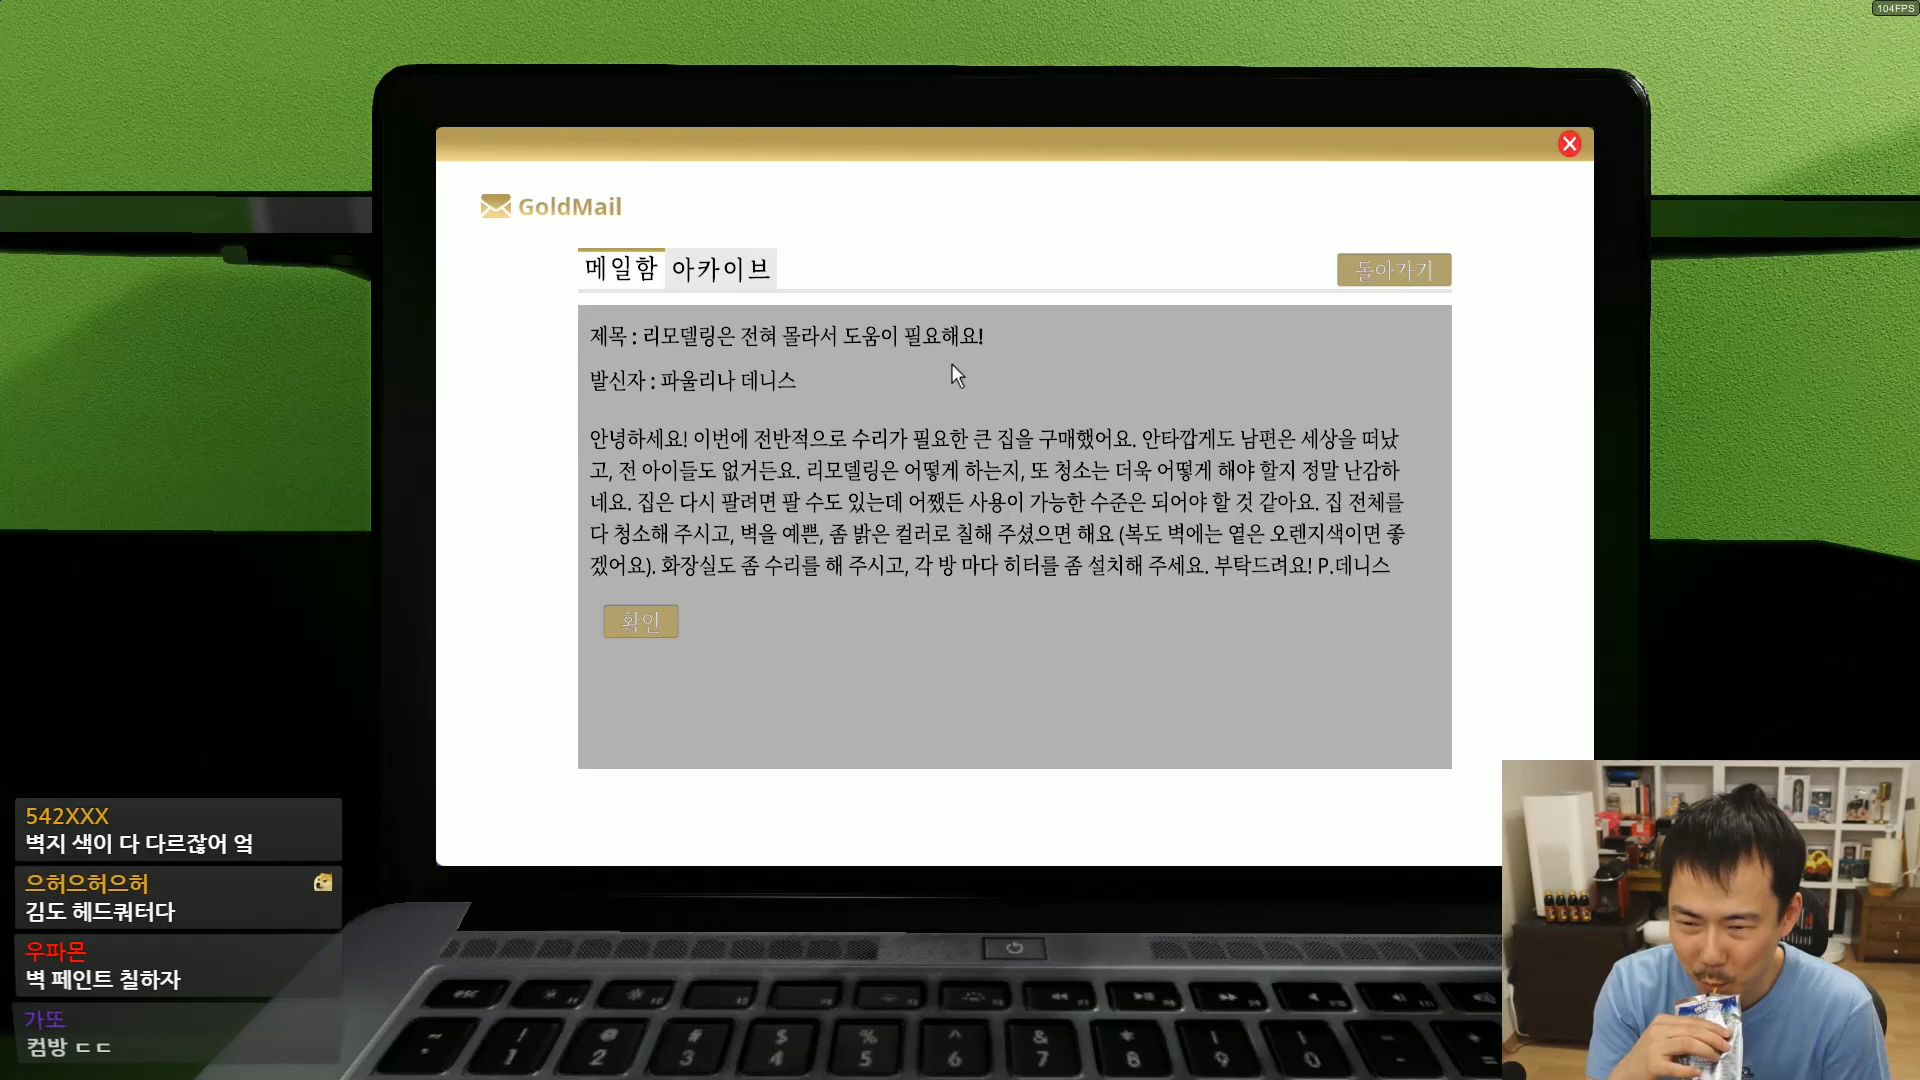 104FPS
GoldMail
메일함 아카이브
돌아가기
제목 : 리모델링은 전혀 몰라서 도움이 필요해요!
발신자 : 파울리나 데니스
안녕하세요! 이번에 전반적으로 수리가 필요한 큰 집을 구매했어요. 안타깝게도 남편은 세상을 떠났
고, 전 아이들도 없거든요. 리모델링은 어떻게 하는지, 또 청소는 더욱 어떻게 해야 할지 정말 난감하
네요. 집은 다시 팔려면 팔 수도 있는데 어쨌든 사용이 가능한 수준은 되어야 할 것 같아요. 집 전체를
다 청소해 주시고, 벽을 예쁜, 좀 밝은 컬러로 칠해 주셨으면 해요 (복도 벽에는 옅은 오렌지색이면 좋
겠어요). 화장실도 좀 수리를 해 주시고, 각 방 마다 히터를 좀 설치해 주세요. 부탁드려요! P.데니스
확인
542XXX
벽지 색이 다 다르잖어 엌
으허으허으허
김도 헤드쿼터다
우파몬
벽 페인트 칠하자
가또
컴방 ㄷㄷ
esc
! @ # $ % ^ & *
1 2 3 4 5 6 7 8 9 0